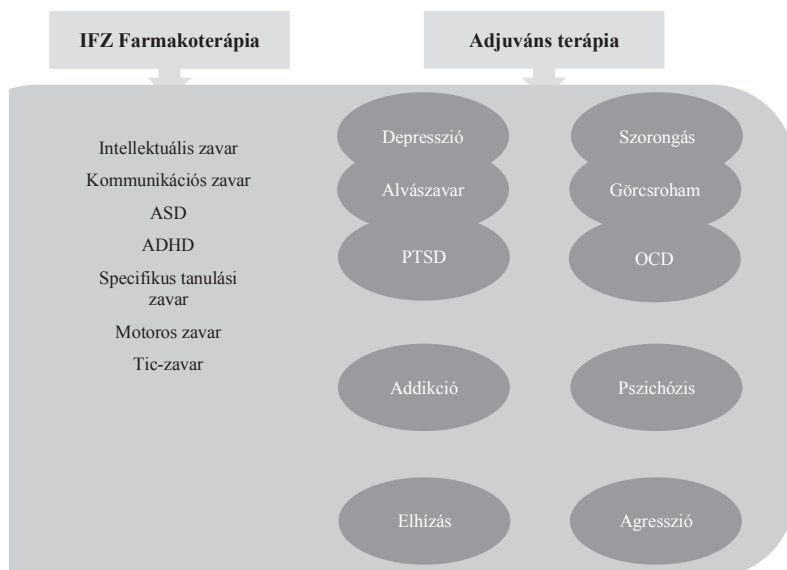 IFZ Farmakoterápia
Adjuváns terápia
Intellektuális zavar
Kommunikációs zavar
ASD
ADHD
Specifikus tanulási
zavar
Motoros zavar
Tic-zavar
Depresszió
Szorongás
Alvászavar
Görcsroham
PTSD
OCD
Addikció
Pszichózis
Elhízás
Agresszió